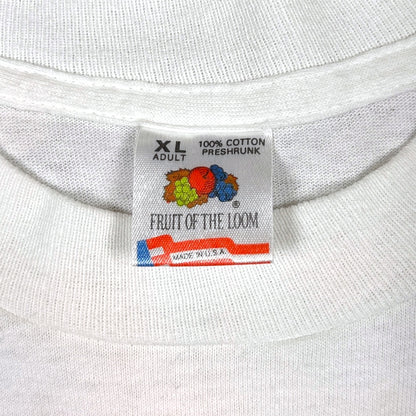 XL 100% COTTON
ADULT PRESHRUNK
®
FRUIT OF THE LOOM
MADE IN U.S.A.